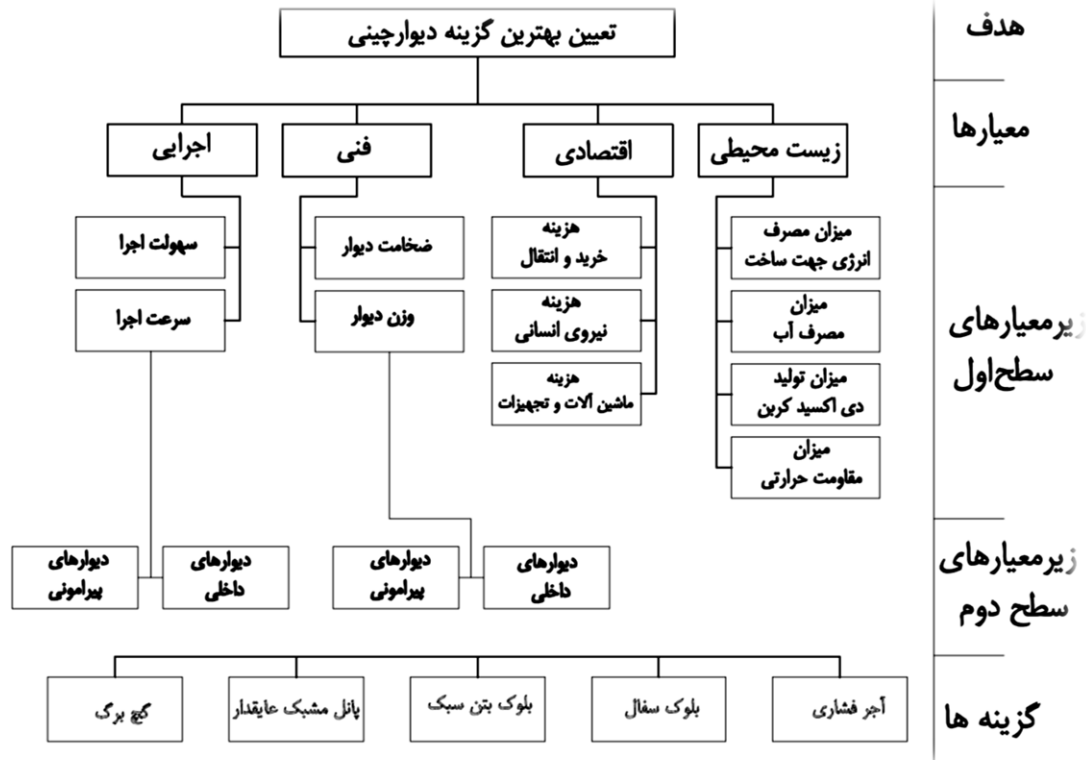 هدف
تعیین بهترین گزینه دیوارچینی
معیارها
زیست محیطی
اقتصادی
فنی
اجرایی
زیرمعیارهای
سطح‌اول
میزان مصرف
انرژی جهت ساخت
میزان
مصرف آب
میزان تولید
دی اکسید کربن
میزان
مقاومت حرارتی
هزینه
خرید و انتقال
هزینه
نیروی انسانی
هزینه
ماشین آلات و تجهیزات
ضخامت دیوار
وزن دیوار
سهولت اجرا
سرعت اجرا
زیرمعیارهای
سطح دوم
دیوارهای
داخلی
دیوارهای
پیرامونی
دیوارهای
داخلی
دیوارهای
پیرامونی
گزینه ها
آجر فشاری
بلوک سفال
بلوک بتن سبک
پانل مشبک عایقدار
گچ برگ